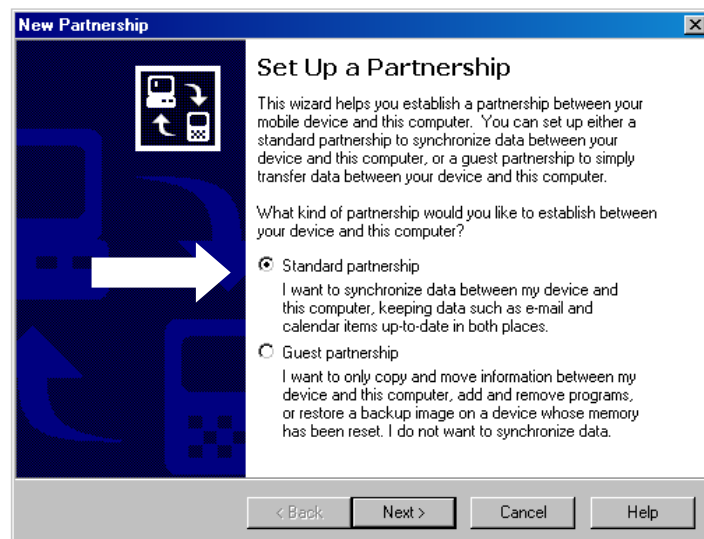 New Partnership
Set Up a Partnership
This wizard helps you establish a partnership between your
mobile device and this computer. You can set up either a
standard partnership to synchronize data between your
device and this computer, or a guest partnership to simply
transfer data between your device and this computer.
What kind of partnership would you like to establish between
your device and this computer?
Standard partnership
I want to synchronize data between my device and
this computer, keeping data such as e-mail and
calendar items up-to-date in both places.
Guest partnership
I want to only copy and move information between my
device and this computer, add and remove programs,
or restore a backup image on a device whose memory
has been reset. I do not want to synchronize data.
< Back Next > Cancel Help